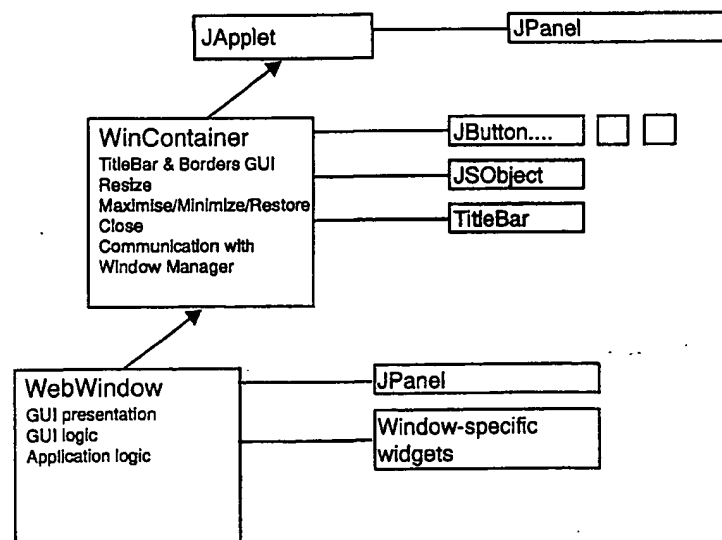 JApplet
JPanel
WinContainer
TitleBar & Borders GUI
Resize
Maximise/Minimize/Restore
Close
Communication with
Window Manager
JButton....
JSObject
TitleBar
WebWindow
GUI presentation
GUI logic
Application logic
JPanel
Window-specific
widgets